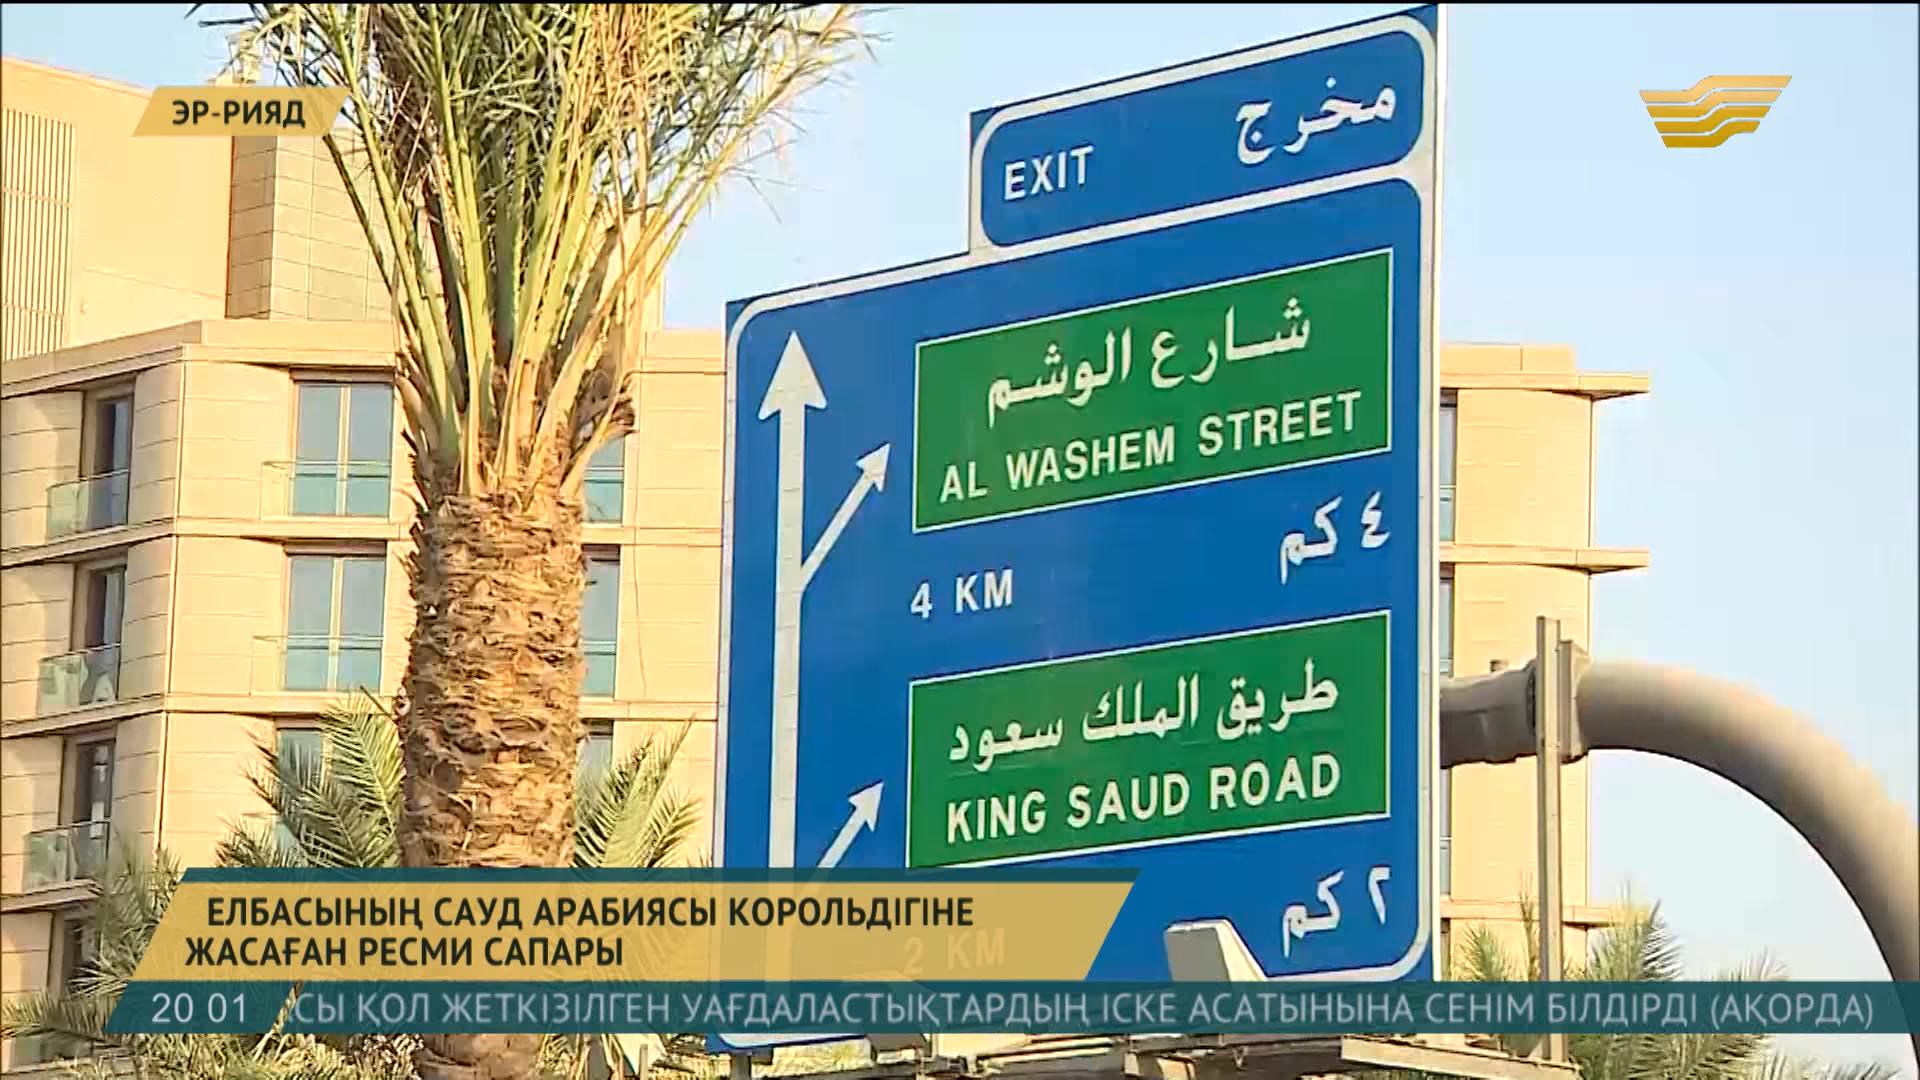 ЭР-РИЯД
مخرج
EXIT
شارع الوشم
AL WASHEM STREET
٤ كم
4 KM
طريق الملك سعود
KING SAUD ROAD
٢ كم
2 KM
ЕЛБАСЫНЫҢ САУД АРАБИЯСЫ КОРОЛЬДІГІНЕ
ЖАСАҒАН РЕСМИ САПАРЫ
20 01
СЫ ҚОЛ ЖЕТКІЗІЛГЕН УАҒДАЛАСТЫҚТАРДЫҢ ІСКЕ АСАТЫНЫНА СЕНІМ БІЛДІРДІ (АҚОРДА)